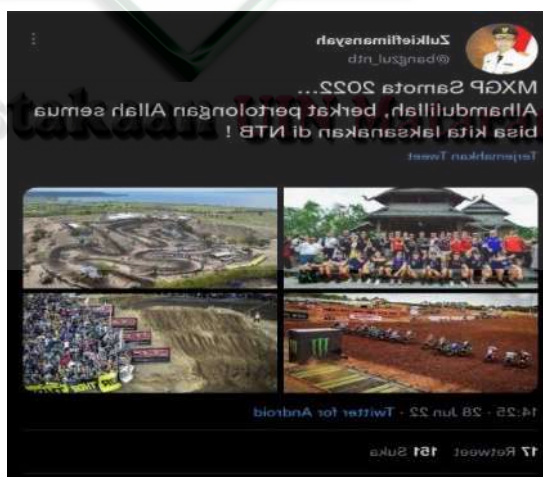 Zulkieflimansyah
@bangzul_ntb
MXGP Samota 2022...
Alhamdulillah, berkat pertolongan Allah semua
bisa kita laksanakan di NTB !
Terjemahkan Tweet
14:25 · 28 Jun 22 · Twitter for Android
17 Retweet 151 Suka